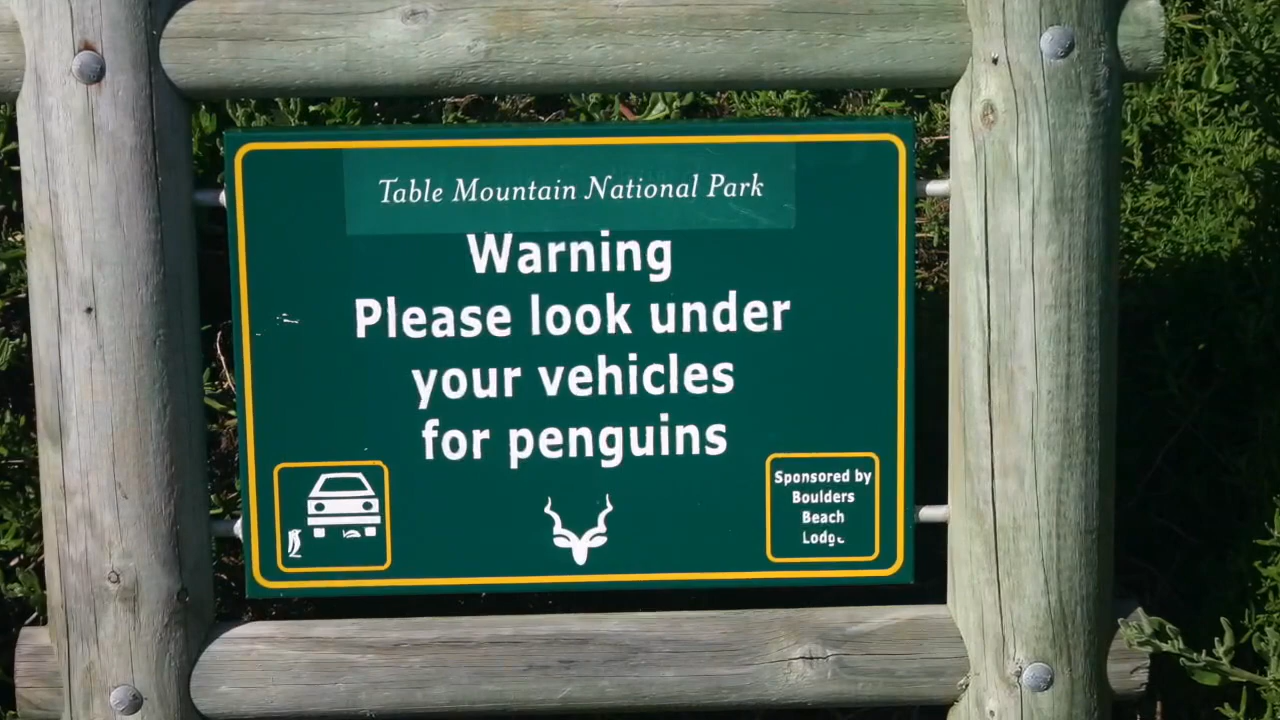 Table Mountain National Park
Warning
Please look under
your vehicles
for penguins
Sponsored by
Boulders
Beach
Lodge